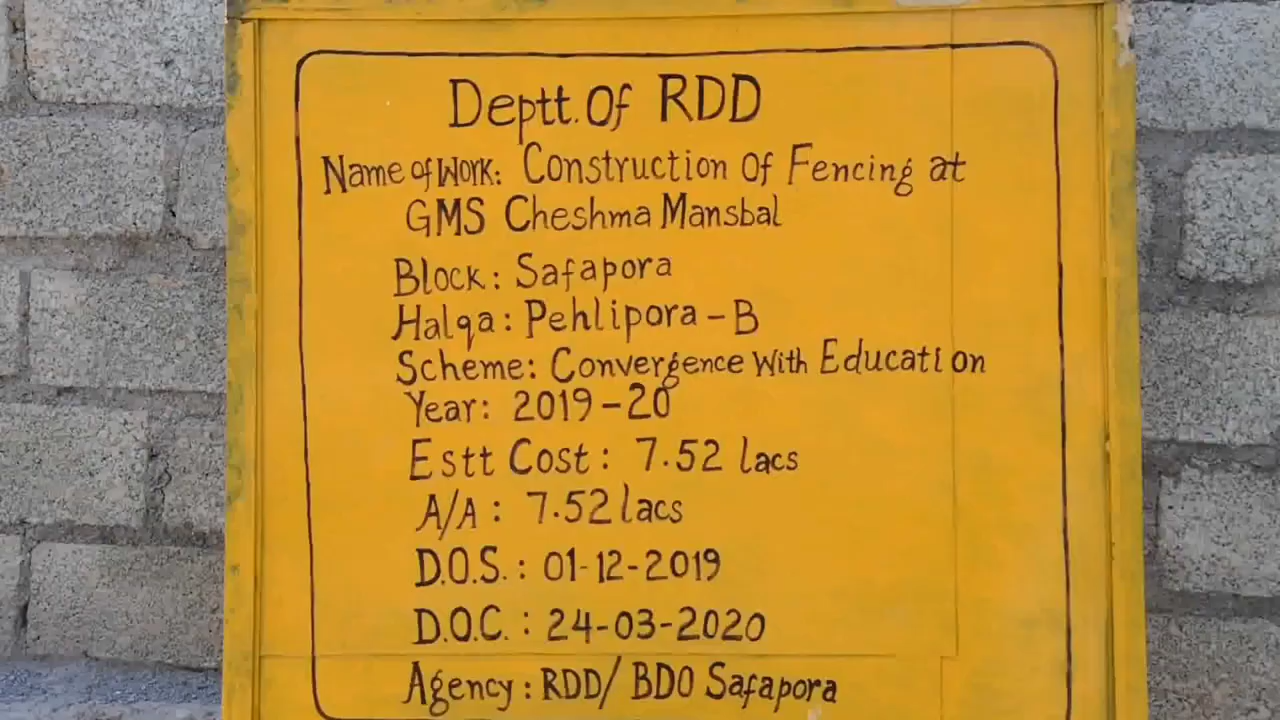 Deptt. Of RDD
Name of Work: Construction Of Fencing at
GMS Cheshma Mansbal
Block: Safapora
Halqa: Pehlipora-B
Scheme: Convergence With Education
Year: 2019-20
Estt Cost: 7.52 lacs
A/A: 7.52 lacs
D.O.S.: 01-12-2019
D.O.C.: 24-03-2020
Agency: RDD/ BDO Safapora